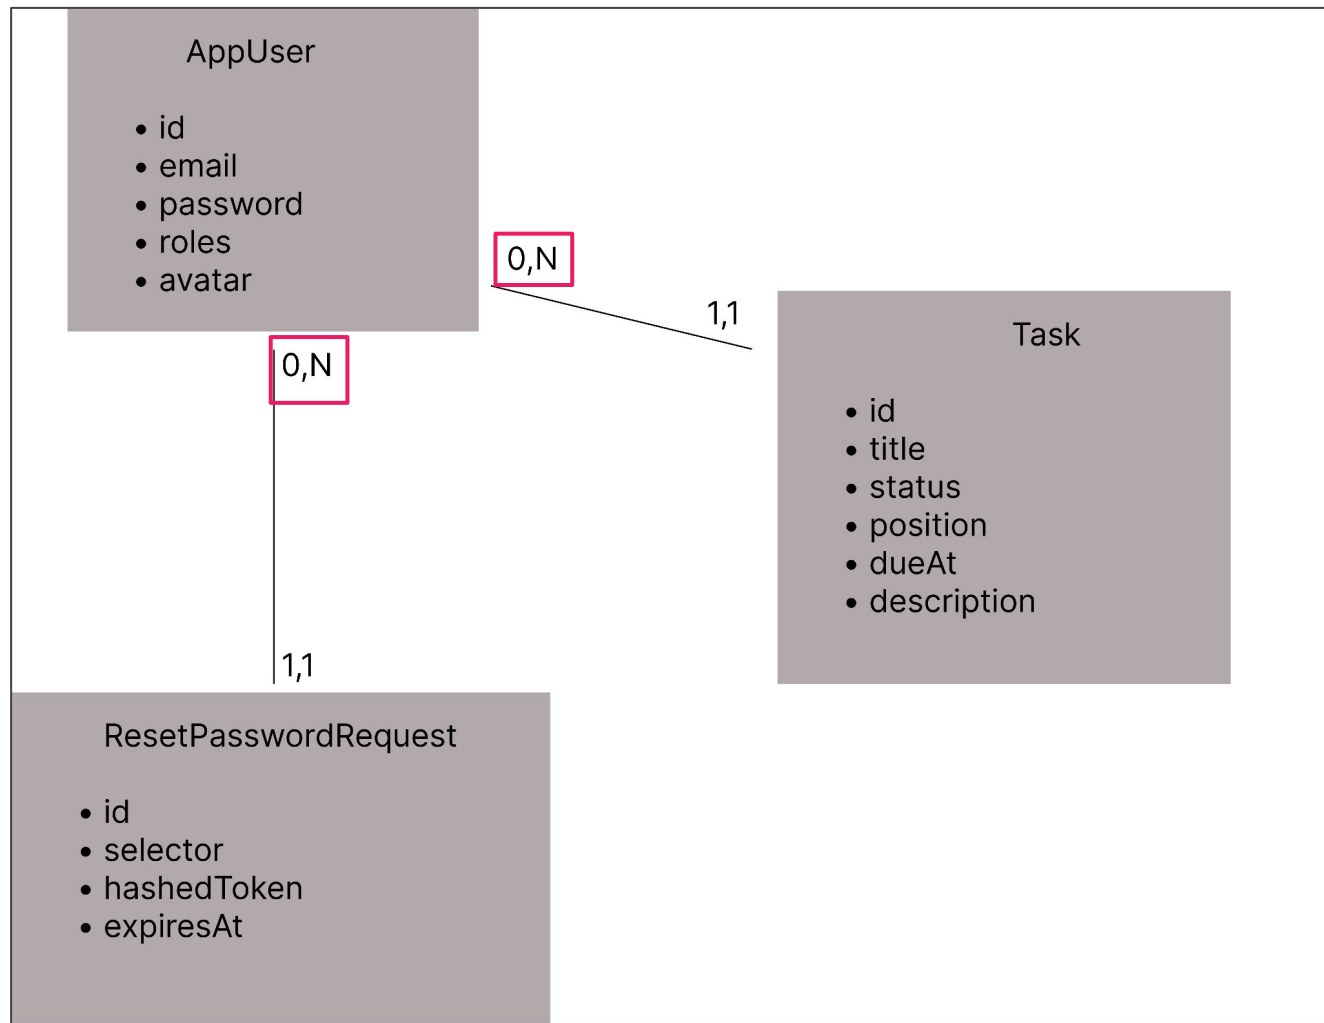 AppUser
• id
• email
• password
• roles
• avatar
0,N
1,1
0,N
1,1
Task
• id
• title
• status
• position
• dueAt
• description
ResetPasswordRequest
• id
• selector
• hashedToken
• expiresAt